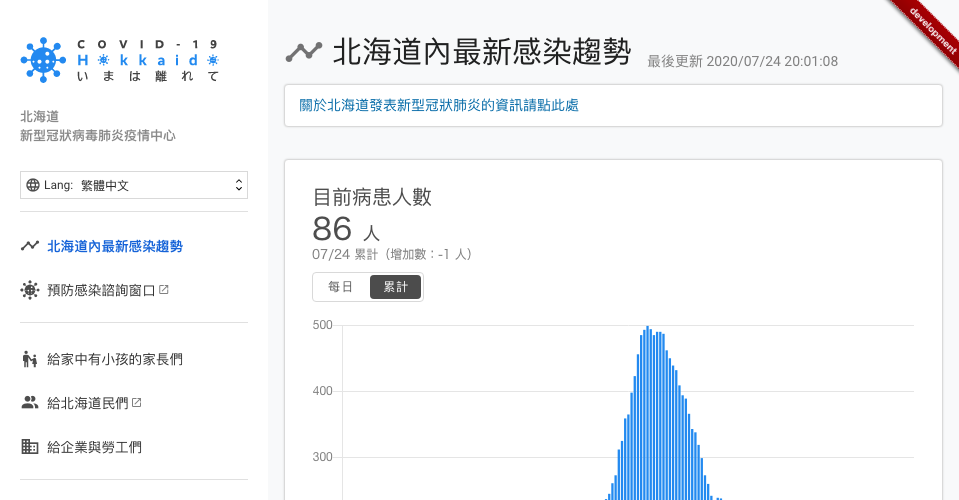 COVID-19
Hokkaido
いまは離れて
北海道
新型冠狀病毒肺炎疫情中心
Lang: 繁體中文
北海道內最新感染趨勢
預防感染諮詢窗口
給家中有小孩的家長們
給北海道民們
給企業與勞工們
development
北海道內最新感染趨勢
最後更新 2020/07/24 20:01:08
關於北海道發表新型冠狀肺炎的資訊請點此處
目前病患人數
86 人
07/24 累計（增加數：-1 人）
每日 累計
500
400
300